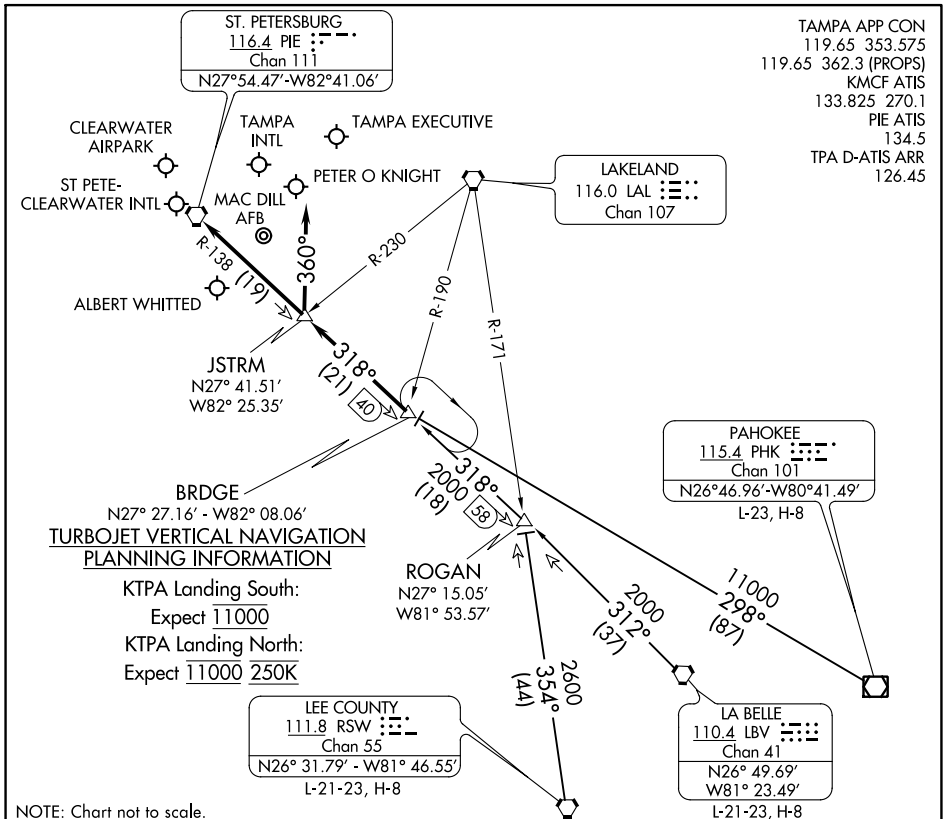 ST. PETERSBURG
116.4 PIE
Chan 111
N27°54.47'-W82°41.06'
TAMPA APP CON
119.65 353.575
119.65 362.3 (PROPS)
KMCF ATIS
133.825 270.1
PIE ATIS
134.5
TPA D-ATIS ARR
126.45
CLEARWATER
AIRPARK
TAMPA
INTL
TAMPA EXECUTIVE
ST PETE-
CLEARWATER INTL
MAC DILL
AFB
PETER O KNIGHT
LAKELAND
116.0 LAL
Chan 107
ALBERT WHITTED
R-138
(19)
360°
R-230
R-190
R-171
JSTRM
N27° 41.51'
W82° 25.35'
318°
(21)
40
BRDGE
N27° 27.16' - W82° 08.06'
318°
2000
(18)
58
PAHOKEE
115.4 PHK
Chan 101
N26°46.96'-W80°41.49'
L-23, H-8
TURBOJET VERTICAL NAVIGATION
PLANNING INFORMATION
KTPA Landing South:
Expect 11000
KTPA Landing North:
Expect 11000 250K
ROGAN
N27° 15.05'
W81° 53.57'
11000
298°
(87)
2000
312°
(37)
2600
354°
(44)
LEE COUNTY
111.8 RSW
Chan 55
N26° 31.79' - W81° 46.55'
L-21-23, H-8
LA BELLE
110.4 LBV
Chan 41
N26° 49.69'
W81° 23.49'
L-21-23, H-8
NOTE: Chart not to scale.